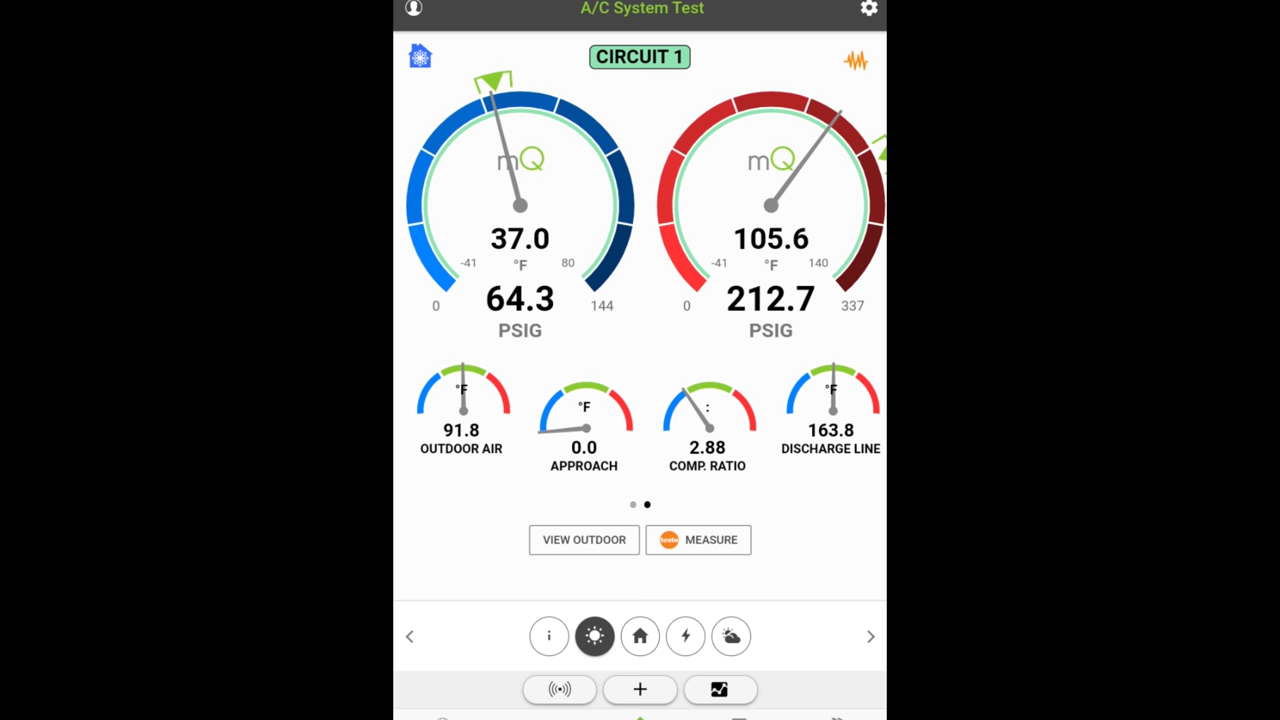 A/C System Test
CIRCUIT 1
mQ
37.0
-41 °F 80
64.3
0 144
PSIG
mQ
105.6
-41 °F 140
212.7
0 337
PSIG
°F
91.8
OUTDOOR AIR
°F
0.0
APPROACH
:
2.88
COMP. RATIO
°F
163.8
DISCHARGE LINE
VIEW OUTDOOR
testo MEASURE
i